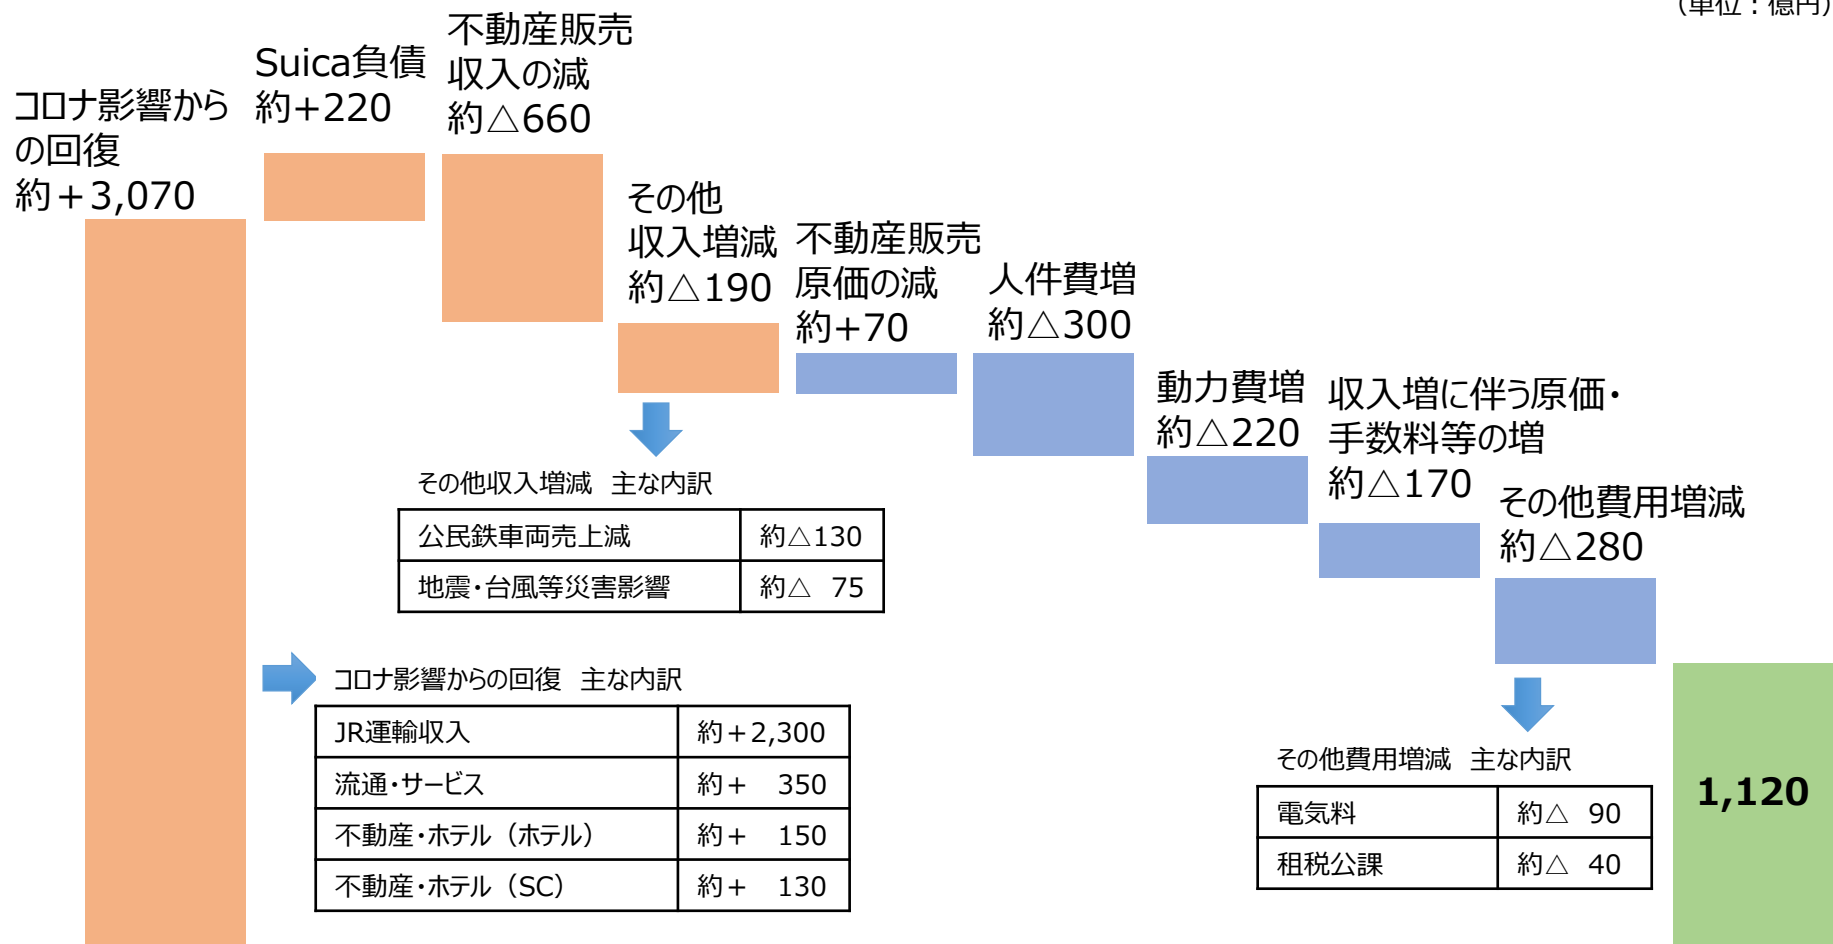 (単位:億円)
コロナ影響から
の回復
約+3,070
Suica負債
約+220
不動産販売
収入の減
約△660
その他
収入増減
約△190
不動産販売
原価の減
約+70
人件費増
約△300
動力費増
約△220
収入増に伴う原価・
手数料等の増
約△170
その他費用増減
約△280
その他収入増減 主な内訳
公民鉄車両売上減 約△130
地震・台風等災害影響 約△ 75
コロナ影響からの回復 主な内訳
JR運輸収入 約+2,300
流通・サービス 約+ 350
不動産・ホテル(ホテル) 約+ 150
不動産・ホテル(SC) 約+ 130
その他費用増減 主な内訳
電気料 約△ 90
租税公課 約△ 40
1,120